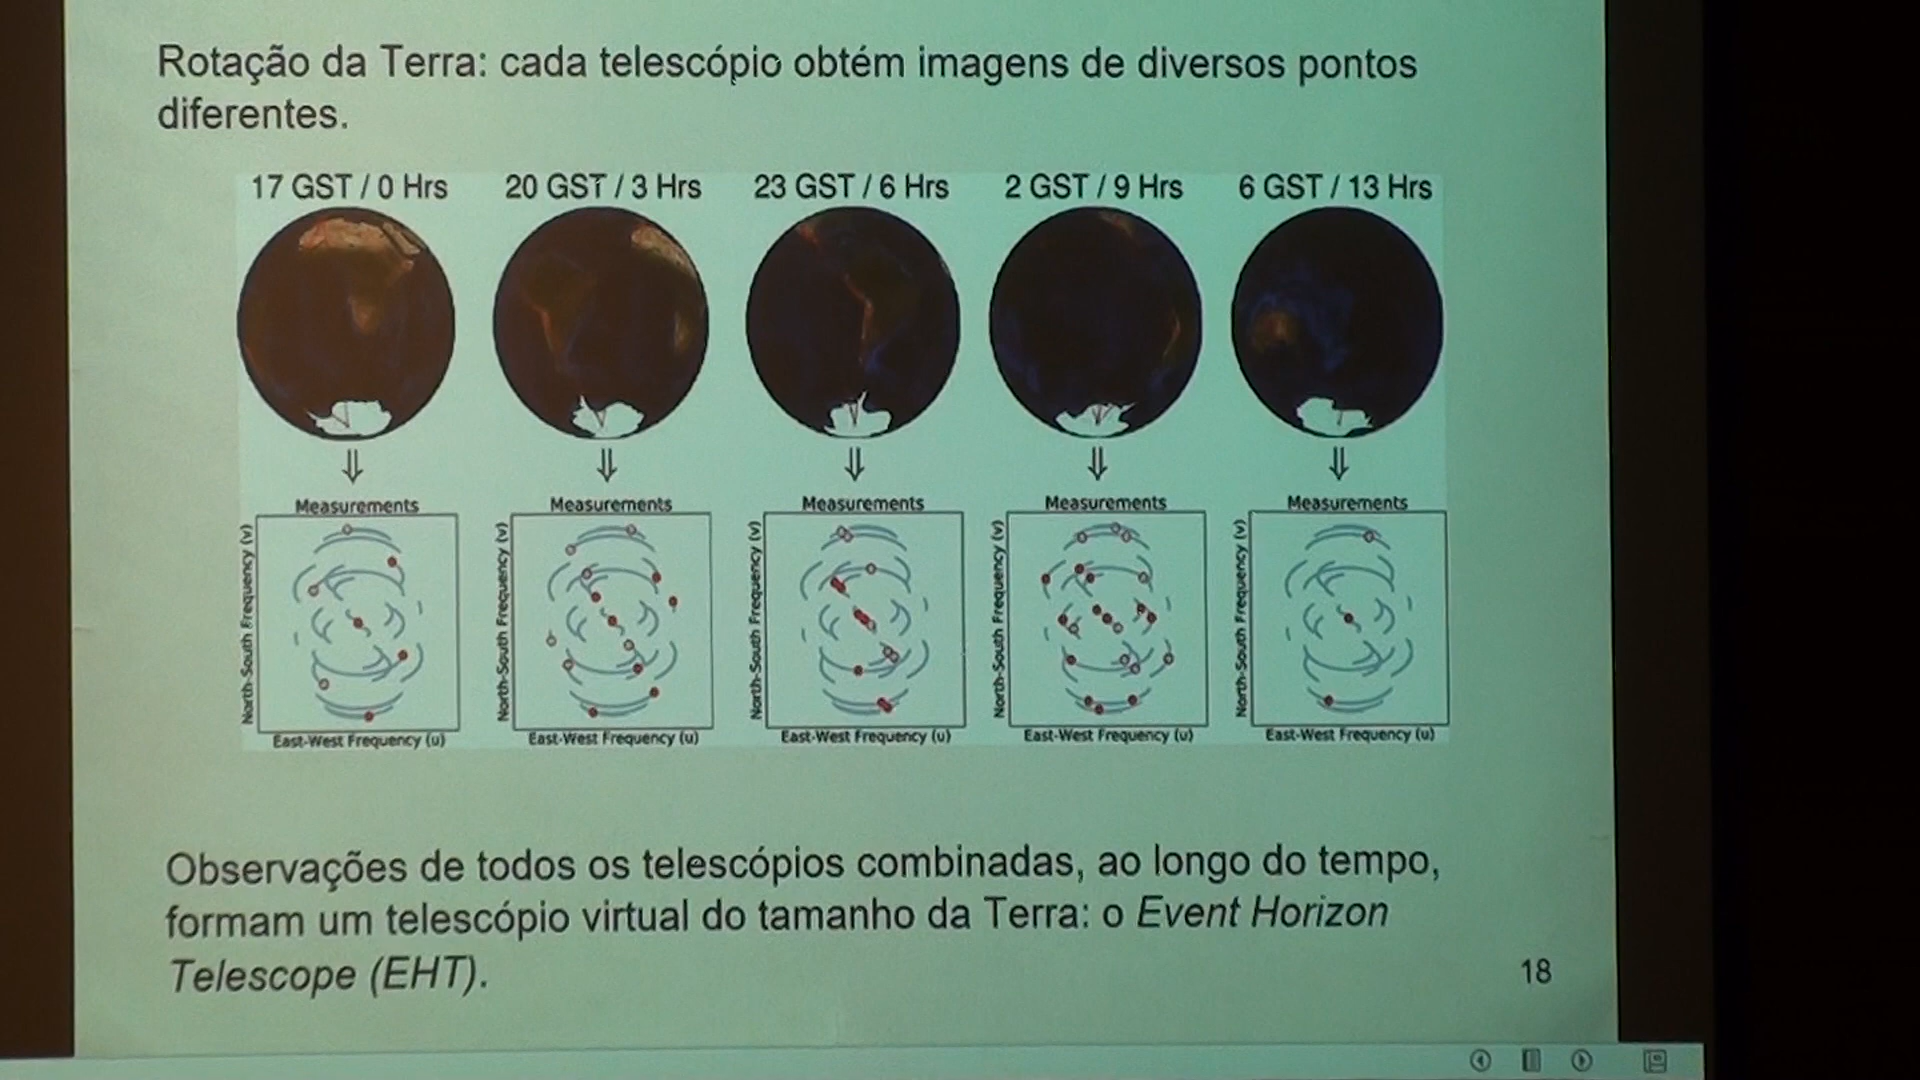 Rotação da Terra: cada telescópio obtém imagens de diversos pontos
diferentes.
17 GST / 0 Hrs
20 GST / 3 Hrs
23 GST / 6 Hrs
2 GST / 9 Hrs
6 GST / 13 Hrs
Measurements
Measurements
Measurements
Measurements
Measurements
North-South Frequency (v)
North-South Frequency (v)
North-South Frequency (v)
North-South Frequency (v)
North-South Frequency (v)
East-West Frequency (u)
East-West Frequency (u)
East-West Frequency (u)
East-West Frequency (u)
East-West Frequency (u)
Observações de todos os telescópios combinadas, ao longo do tempo,
formam um telescópio virtual do tamanho da Terra: o Event Horizon
Telescope (EHT).
18